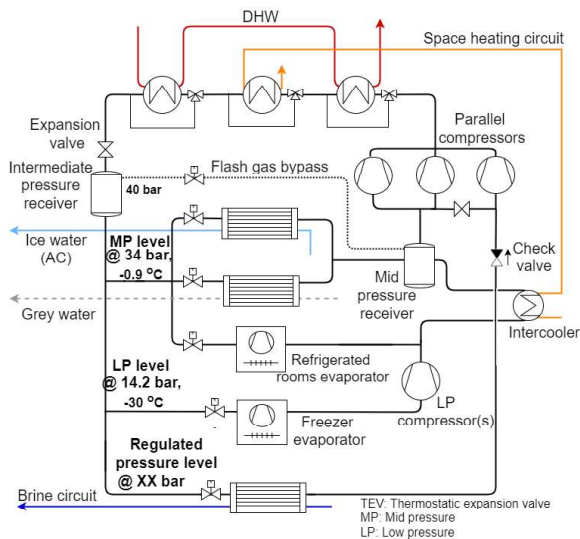 DHW
Space heating circuit
Expansion
valve
Parallel
compressors
Intermediate
pressure
receiver
40 bar
Flash gas bypass
Ice water
(AC)
MP level
@ 34 bar,
-0.9 °C
Check
valve
Mid
pressure
receiver
Grey water
Intercooler
Refrigerated
rooms evaporator
LP level
@ 14.2 bar,
-30 °C
LP
compressor(s)
Freezer
evaporator
Regulated
pressure level
@ XX bar
Brine circuit
TEV: Thermostatic expansion valve
MP: Mid pressure
LP: Low pressure